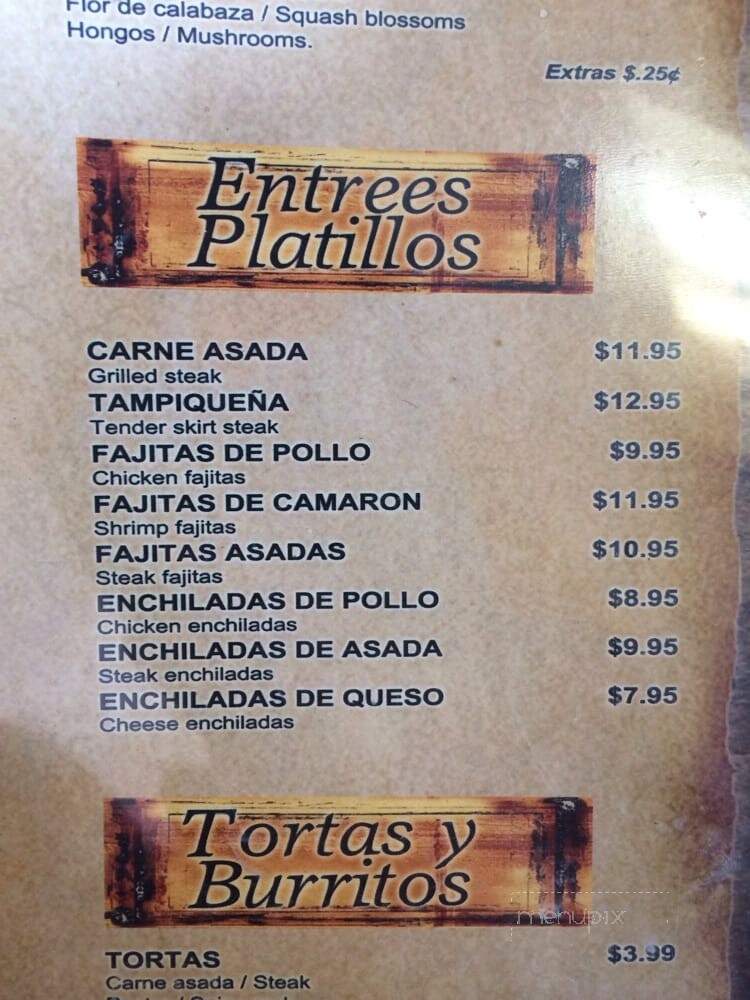 Flor de calabaza / Squash blossoms
Hongos / Mushrooms.
Extras $.25¢
Entrees
Platillos
CARNE ASADA $11.95
Grilled steak
TAMPIQUEÑA $12.95
Tender skirt steak
FAJITAS DE POLLO $9.95
Chicken fajitas
FAJITAS DE CAMARON $11.95
Shrimp fajitas
FAJITAS ASADAS $10.95
Steak fajitas
ENCHILADAS DE POLLO $8.95
Chicken enchiladas
ENCHILADAS DE ASADA $9.95
Steak enchiladas
ENCHILADAS DE QUESO $7.95
Cheese enchiladas
Tortas y
Burritos
menupix
TORTAS $3.99
Carne asada / Steak